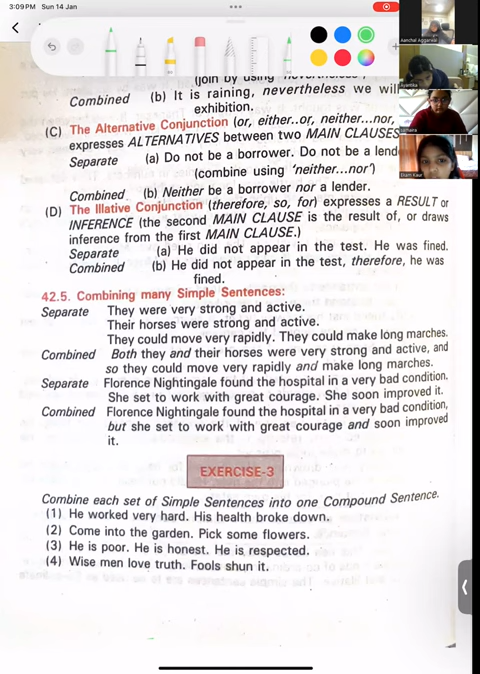 3:09 PM Sun 14 Jan
(join by using nevertheless,
Combined (b) It is raining, nevertheless we will
exhibition.
(C) The Alternative Conjunction (or, either..or, neither...nor,
expresses ALTERNATIVES between two MAIN CLAUSES
Separate (a) Do not be a borrower. Do not be a lende
(combine using 'neither...nor')
Combined (b) Neither be a borrower nor a lender.
(D) The Illative Conjunction (therefore, so, for) expresses a RESULT or
INFERENCE (the second MAIN CLAUSE is the result of, or draws
inference from the first MAIN CLAUSE.)
Separate (a) He did not appear in the test. He was fined.
Combined (b) He did not appear in the test, therefore, he was
fined.
42.5. Combining many Simple Sentences:
Separate They were very strong and active.
Their horses were strong and active.
They could move very rapidly. They could make long marches.
Combined Both they and their horses were very strong and active, and
so they could move very rapidly and make long marches.
Separate Florence Nightingale found the hospital in a very bad condition.
She set to work with great courage. She soon improved it.
Combined Florence Nightingale found the hospital in a very bad condition,
but she set to work with great courage and soon improved
it.
EXERCISE-3
Combine each set of Simple Sentences into one Compound Sentence.
(1) He worked very hard. His health broke down.
(2) Come into the garden. Pick some flowers.
(3) He is poor. He is honest. He is respected.
(4) Wise men love truth. Fools shun it.
Aanchal Aggarwal
Ekam Kaur